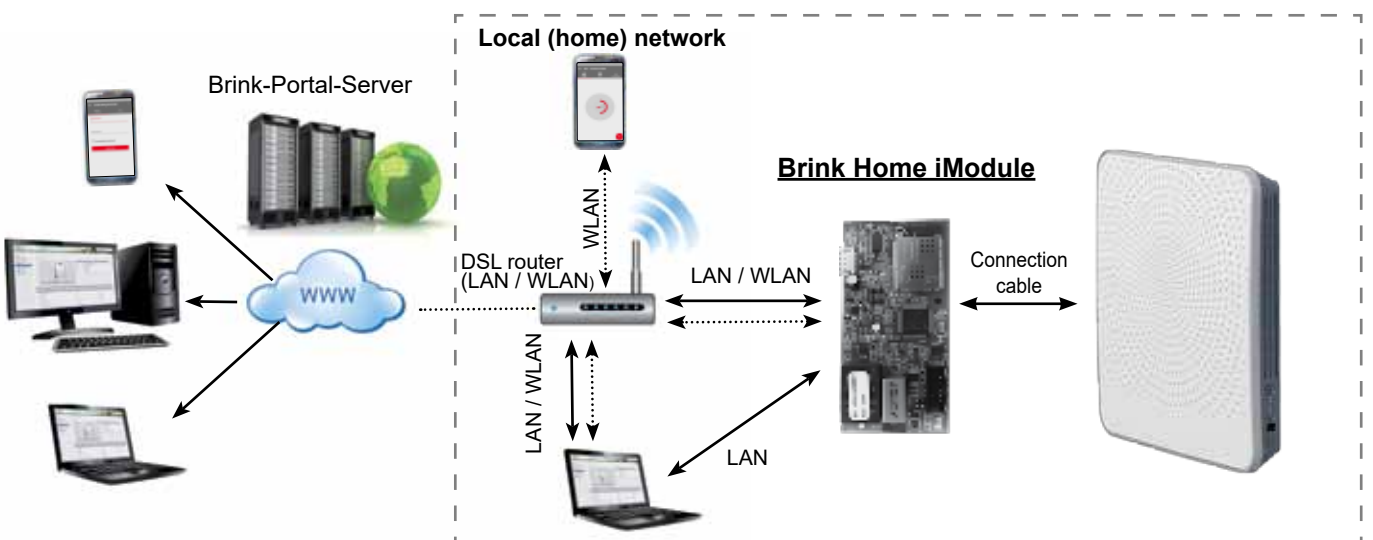 Local (home) network
Brink-Portal-Server
Brink Home iModule
WLAN
DSL router
(LAN / WLAN)
WWW
LAN / WLAN
Connection
cable
LAN / WLAN
LAN